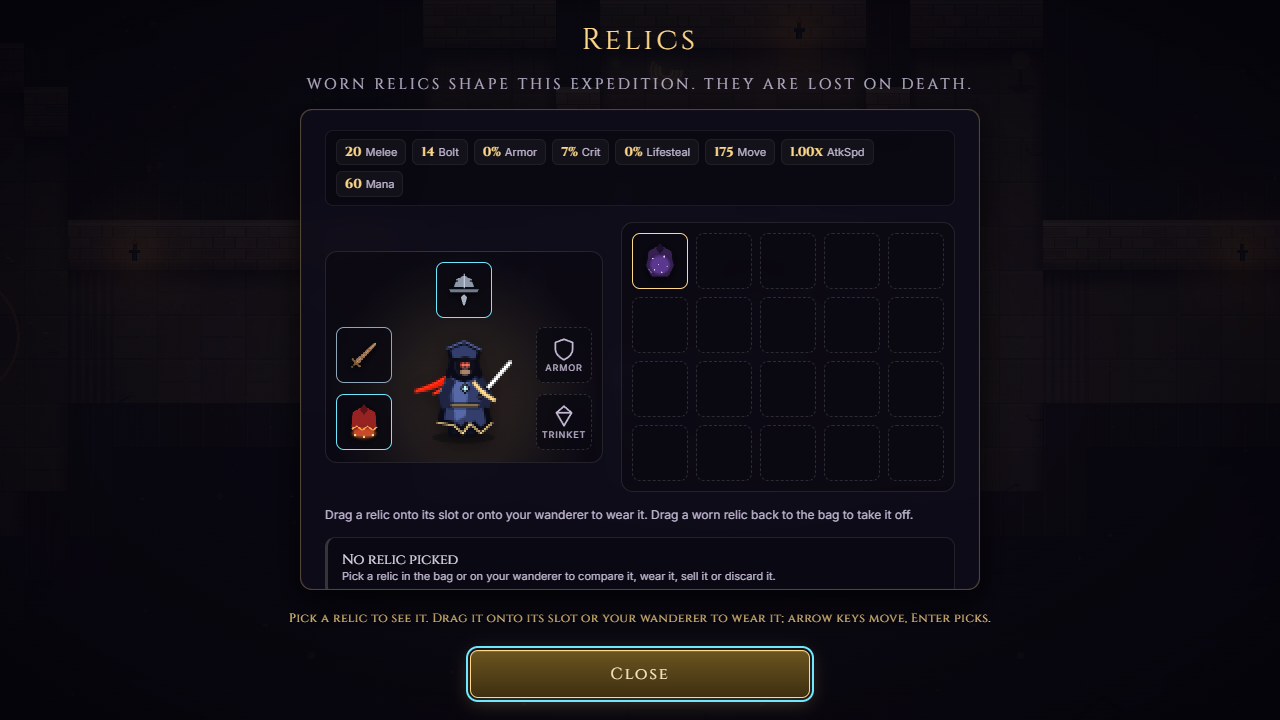 Relics
Worn relics shape this expedition. They are lost on death.
20 Melee 14 Bolt 0% Armor 7% Crit 0% Lifesteal 175 Move 1.00x AtkSpd
60 Mana
ARMOR
TRINKET
Drag a relic onto its slot or onto your wanderer to wear it. Drag a worn relic back to the bag to take it off.
No relic picked
Pick a relic in the bag or on your wanderer to compare it, wear it, sell it or discard it.
Pick a relic to see it. Drag it onto its slot or your wanderer to wear it; arrow keys move, Enter picks.
Close